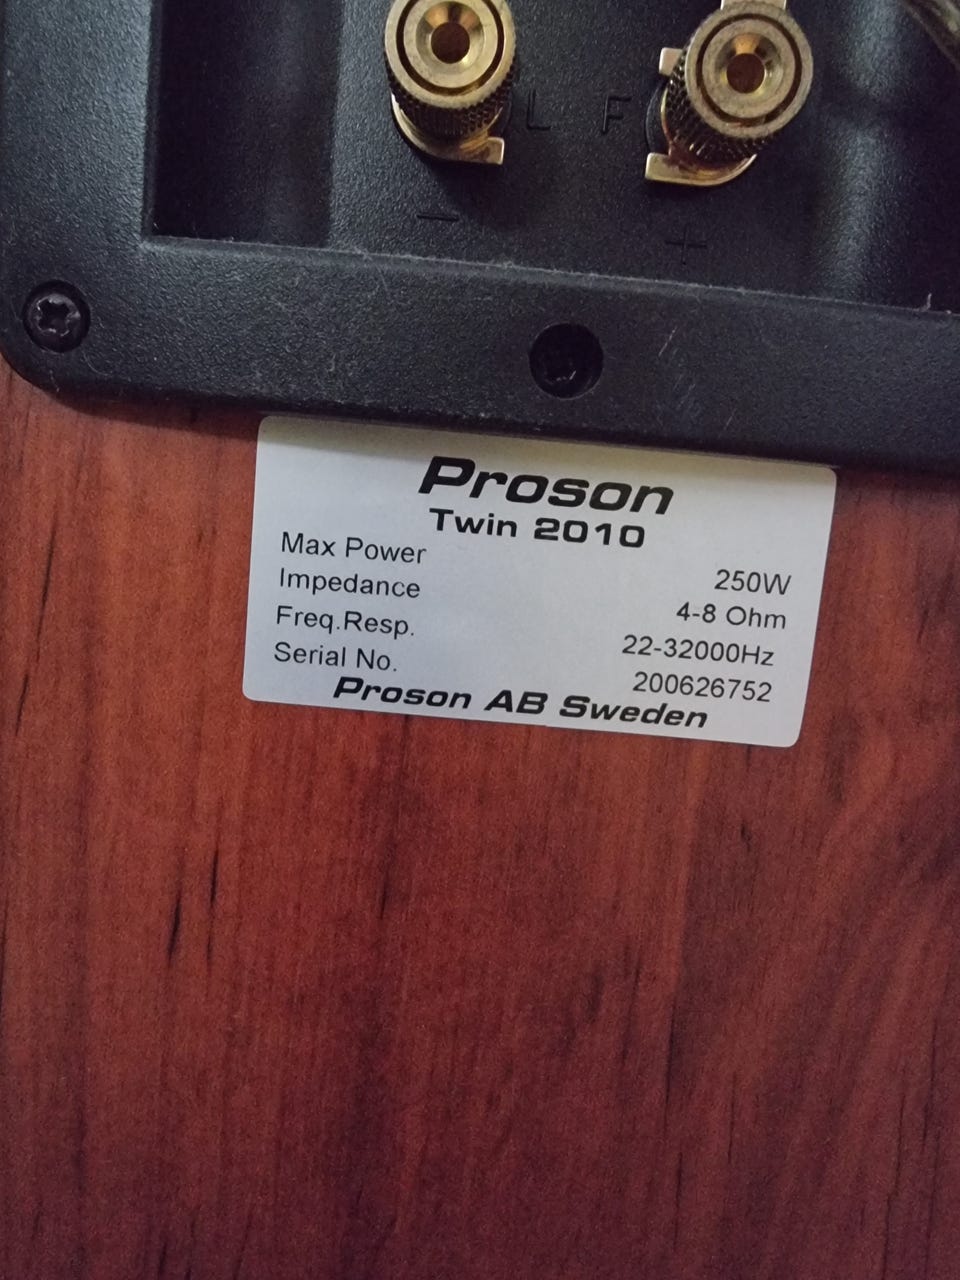 L F
- +
Proson
Twin 2010
Max Power 250W
Impedance 4-8 Ohm
Freq.Resp. 22-32000Hz
Serial No. 200626752
Proson AB Sweden